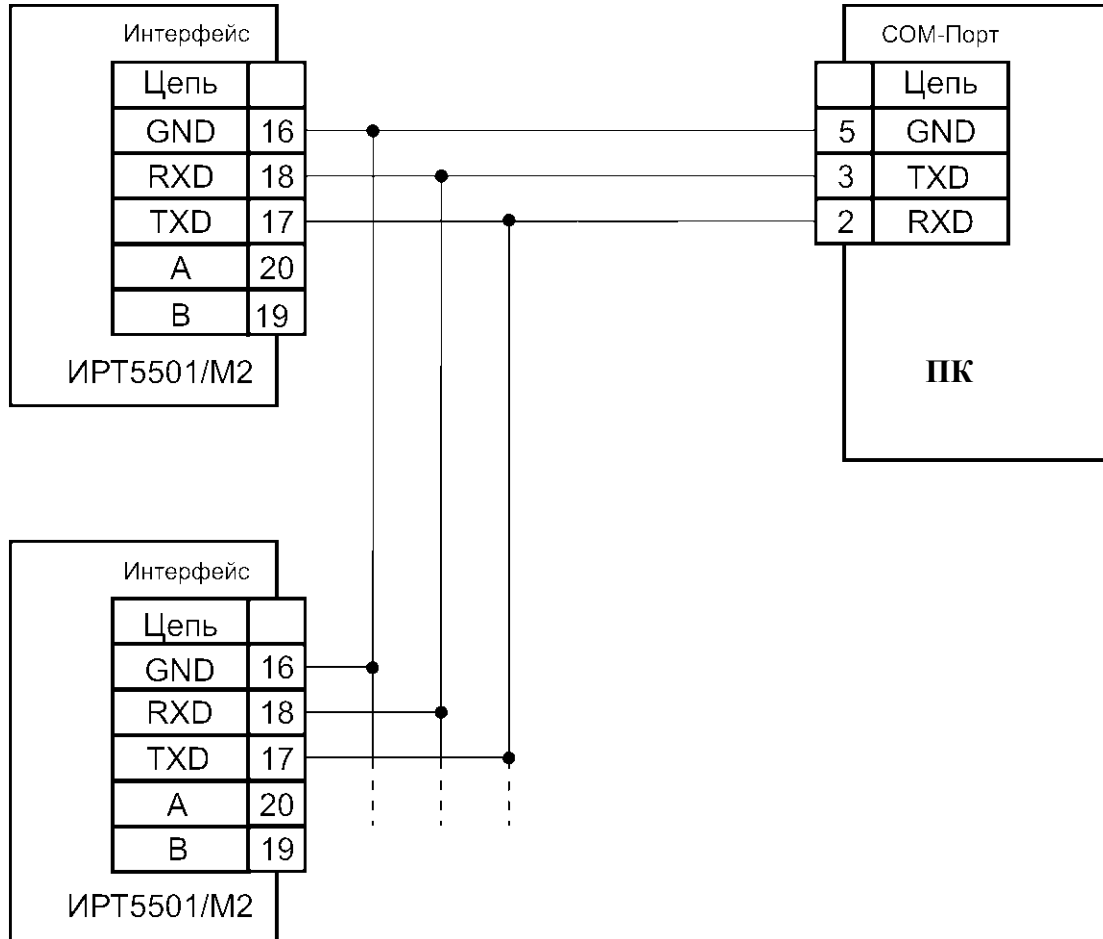 Интерфейс
Цепь
GND 16
RXD 18
TXD 17
A 20
B 19
ИРТ5501/М2
COM-Порт
Цепь
5 GND
3 TXD
2 RXD
ПК
Интерфейс
Цепь
GND 16
RXD 18
TXD 17
A 20
B 19
ИРТ5501/М2